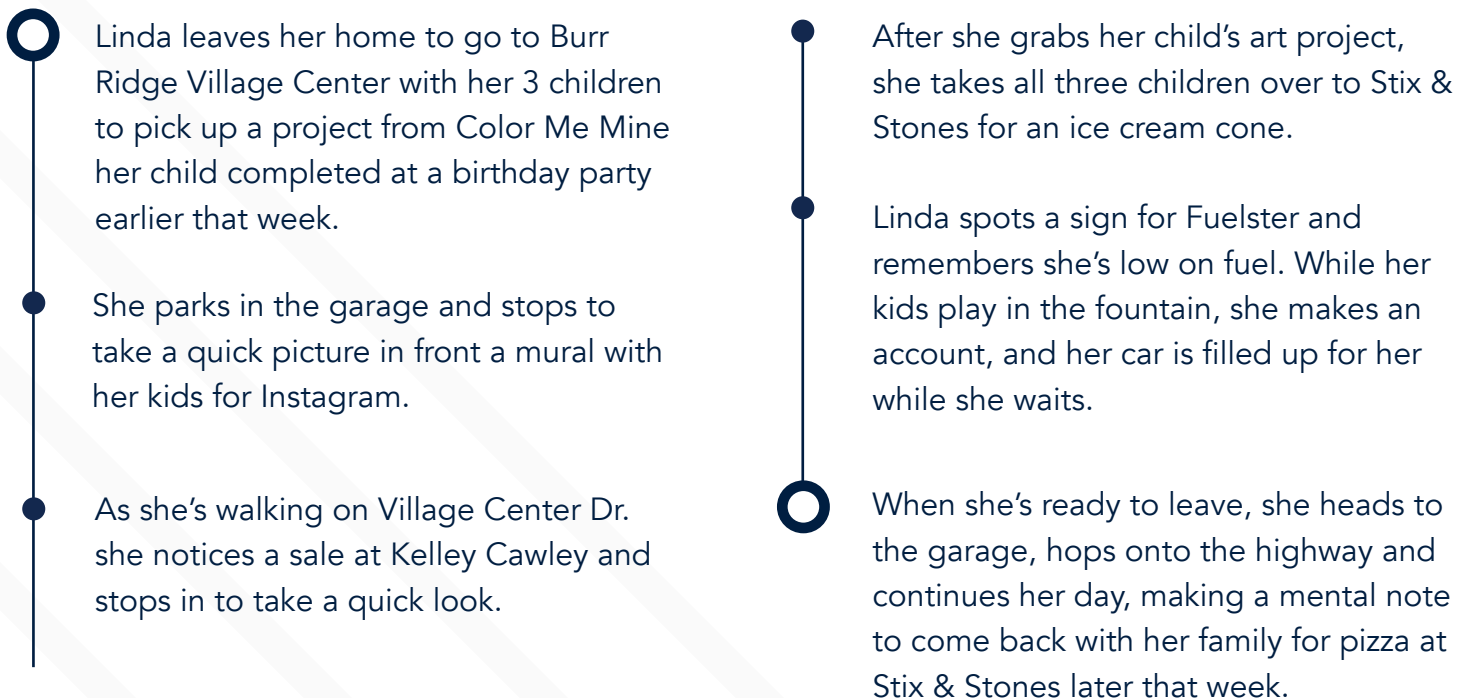 Linda leaves her home to go to Burr
Ridge Village Center with her 3 children
to pick up a project from Color Me Mine
her child completed at a birthday party
earlier that week.
She parks in the garage and stops to
take a quick picture in front a mural with
her kids for Instagram.
As she's walking on Village Center Dr.
she notices a sale at Kelley Cawley and
stops in to take a quick look.
After she grabs her child's art project,
she takes all three children over to Stix &
Stones for an ice cream cone.
Linda spots a sign for Fuelster and
remembers she's low on fuel. While her
kids play in the fountain, she makes an
account, and her car is filled up for her
while she waits.
When she's ready to leave, she heads to
the garage, hops onto the highway and
continues her day, making a mental note
to come back with her family for pizza at
Stix & Stones later that week.